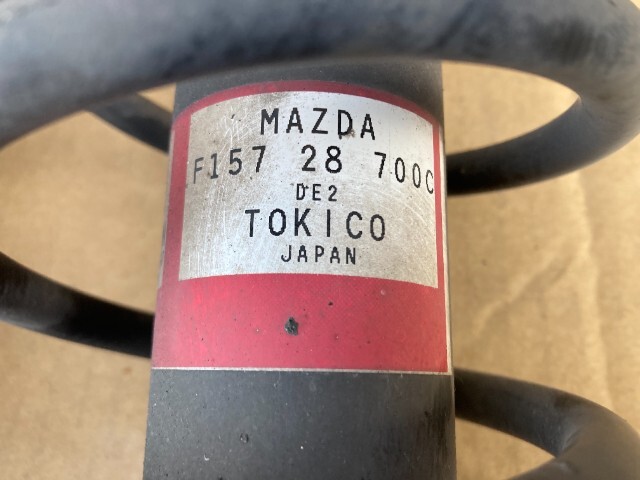 MAZDA
F157 28 700C
DE2
TOKICO
JAPAN